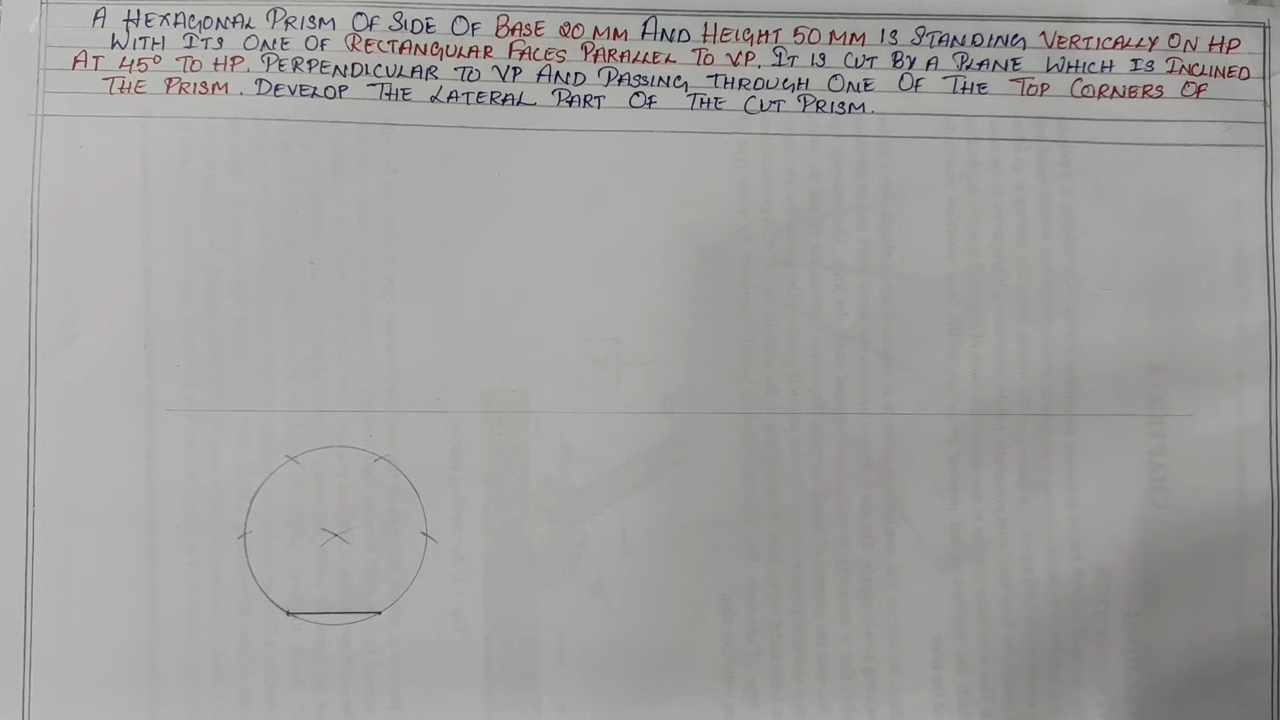 A HEXAGONAL PRISM OF SIDE OF BASE 20 MM AND HEIGHT 50 MM IS STANDING VERTICALLY ON HP
WITH ITS ONE OF RECTANGULAR FACES PARALLEL TO VP. IT IS CUT BY A PLANE WHICH IS INCLINED
AT 45° TO HP. PERPENDICULAR TO VP AND PASSING THROUGH ONE OF THE TOP CORNERS OF
THE PRISM. DEVELOP THE LATERAL PART OF THE CUT PRISM.